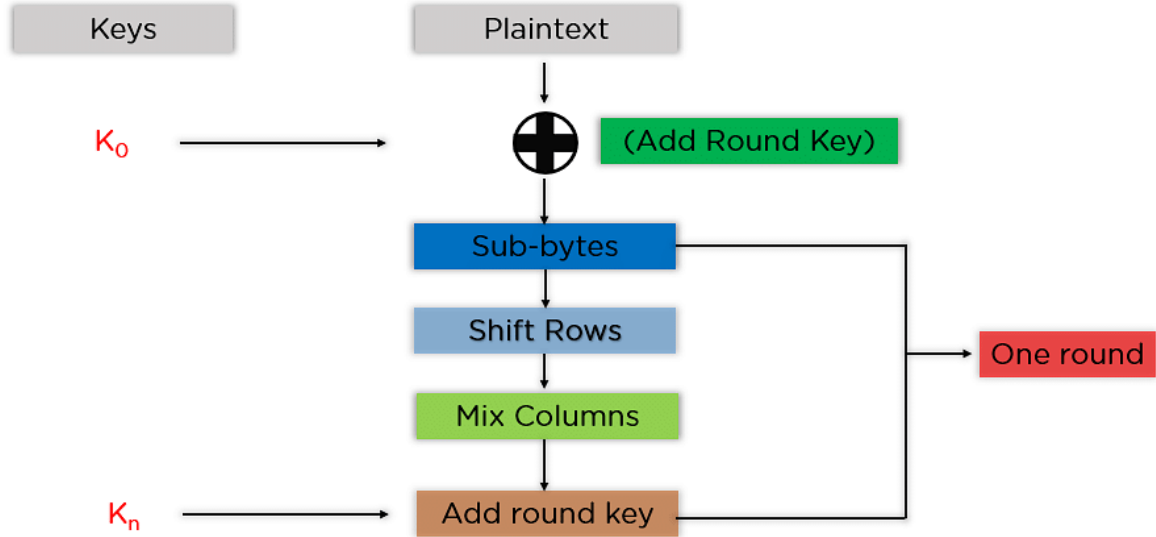 Keys
Plaintext
K₀
(Add Round Key)
Sub-bytes
Shift Rows
One round
Mix Columns
Kₙ
Add round key